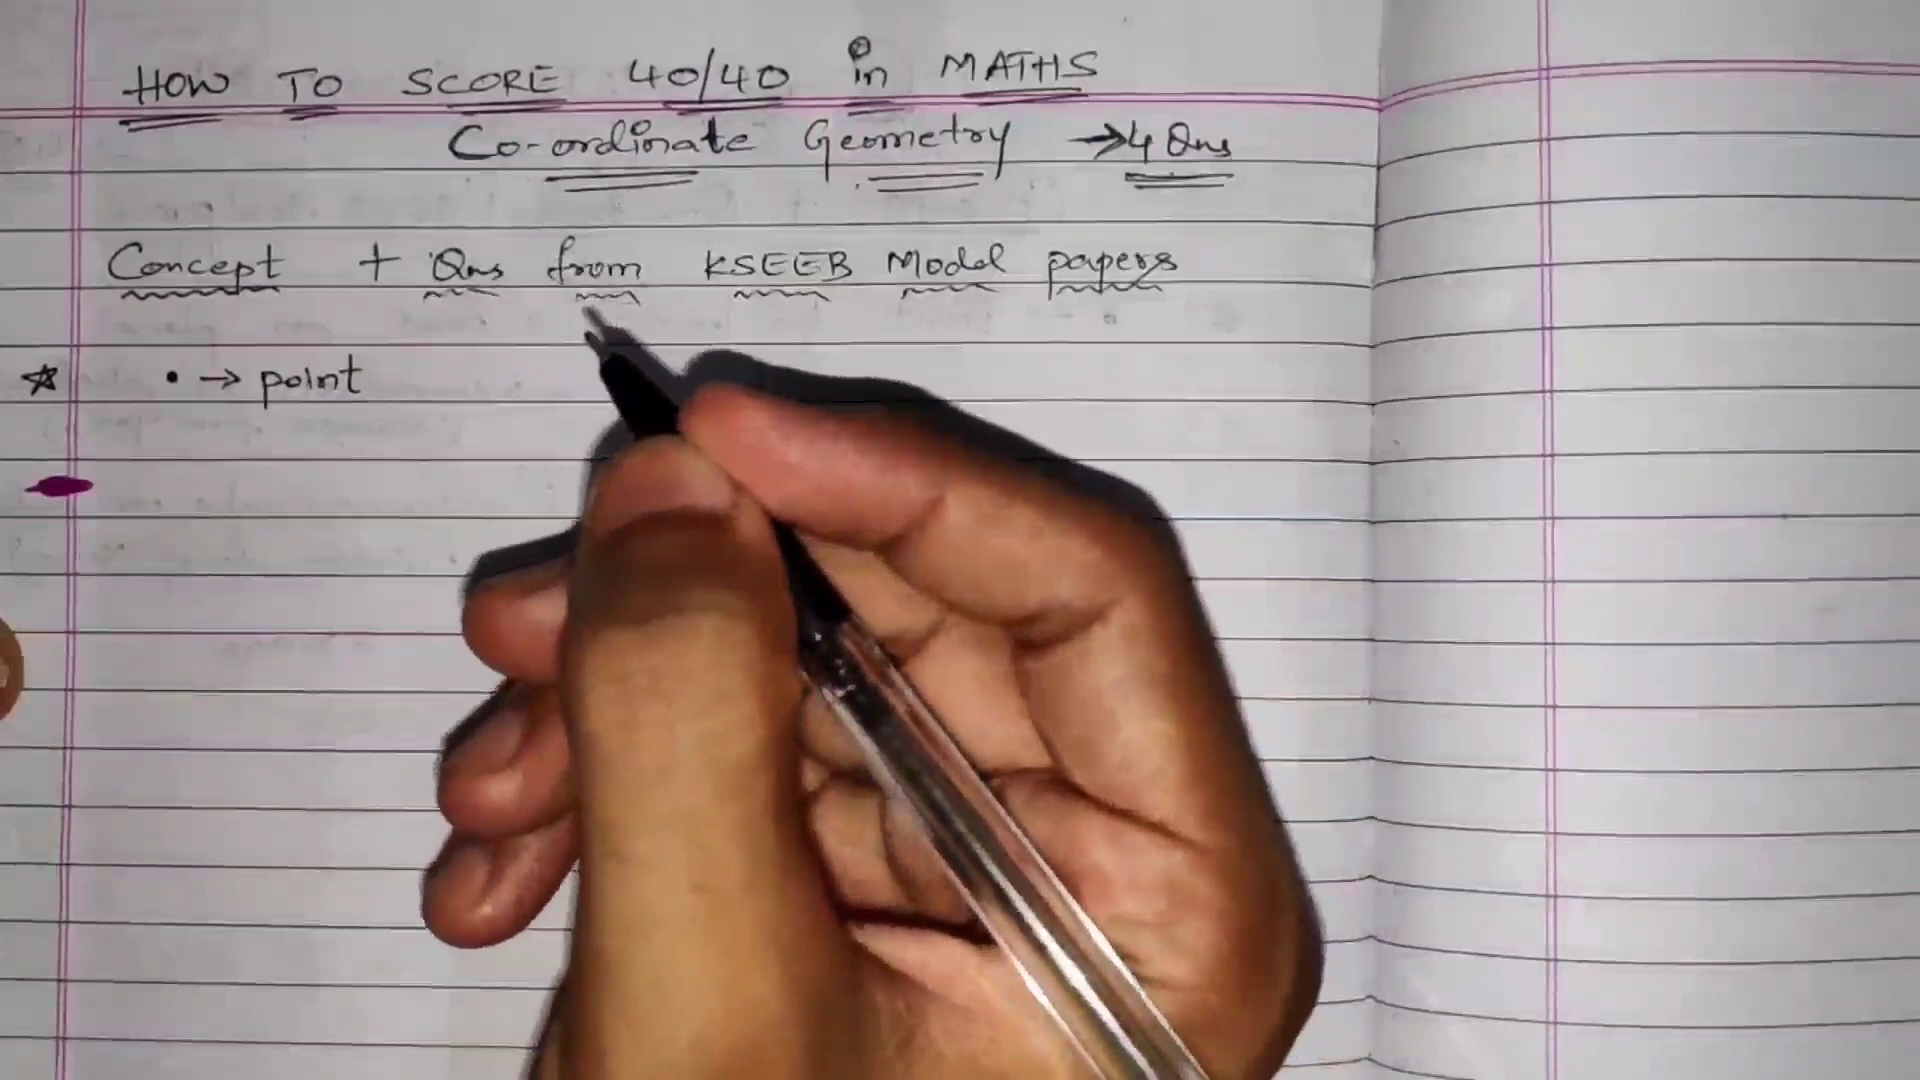 HOW TO SCORE 40/40 in MATHS
Co-ordinate Geometry → 4 Qns
Concept + Qns from KSEEB Model papers
☆ • → point